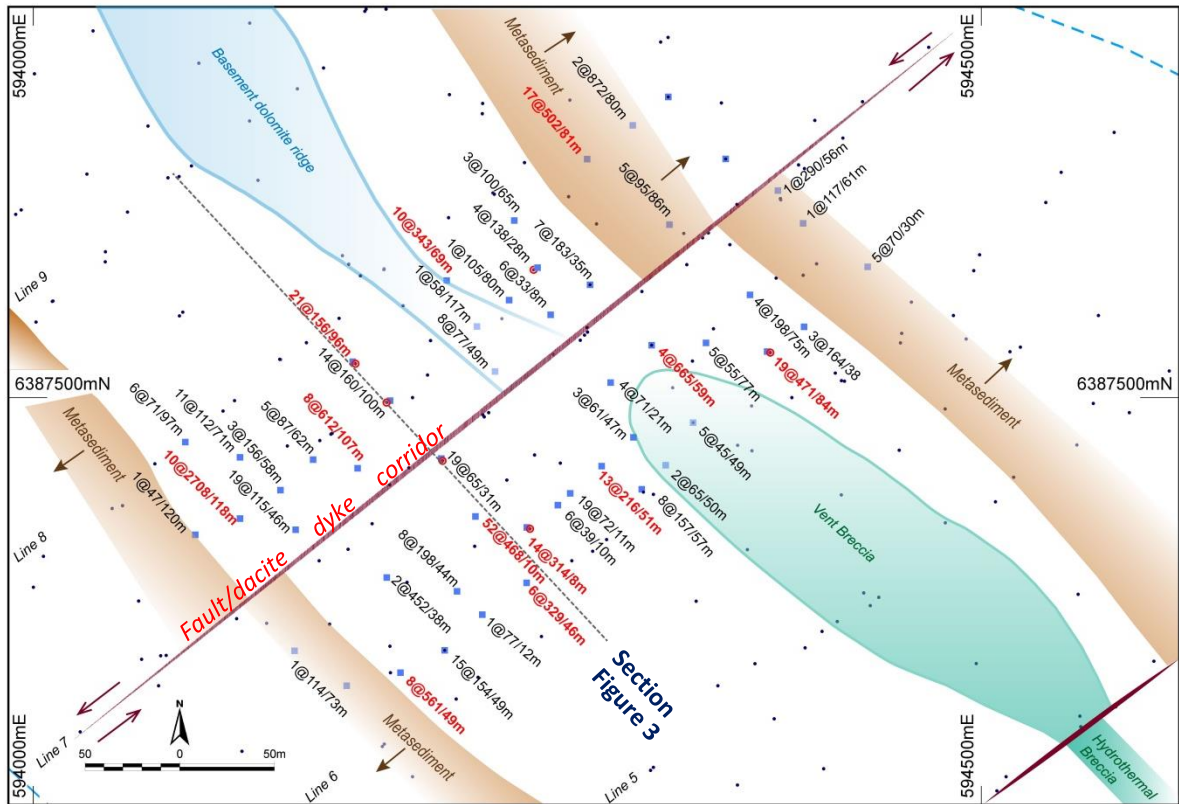 594000mE
594500mE
Metasediment
2@872/80m
17@502/81m
Basement dolomite ridge
3@100/65m
5@95/86m
1@290/56m
1@117/61m
4@138/28m
7@183/35m
5@70/30m
10@343/69m
1@105/80m
6@33/8m
1@58/117m
Line 9
21@156/96m
8@77/49m
4@198/75m
3@164/38
14@160/100m
4@665/59m
5@55/77m
19@471/84m
6387500mN
6387500mN
Metasediment
6@71/97m
11@112/71m
3@156/58m
5@87/62m
8@612/107m
3@61/47m
4@71/21m
5@45/49m
Metasediment
10@2708/118m
19@115/46m
1@47/120m
Fault/dacite dyke corridor
19@65/31m
13@216/51m
2@65/50m
8@157/57m
19@72/11m
6@39/10m
Vent Breccia
Line 8
52@468/10m
14@314/8m
8@198/44m
2@452/38m
6@329/46m
1@77/12m
15@154/49m
Section
Figure 3
1@114/73m
8@561/49m
Metasediment
Line 7
N
50
0
50m
Line 6
Line 5
594000mE
594500mE
Hydrothermal
Breccia